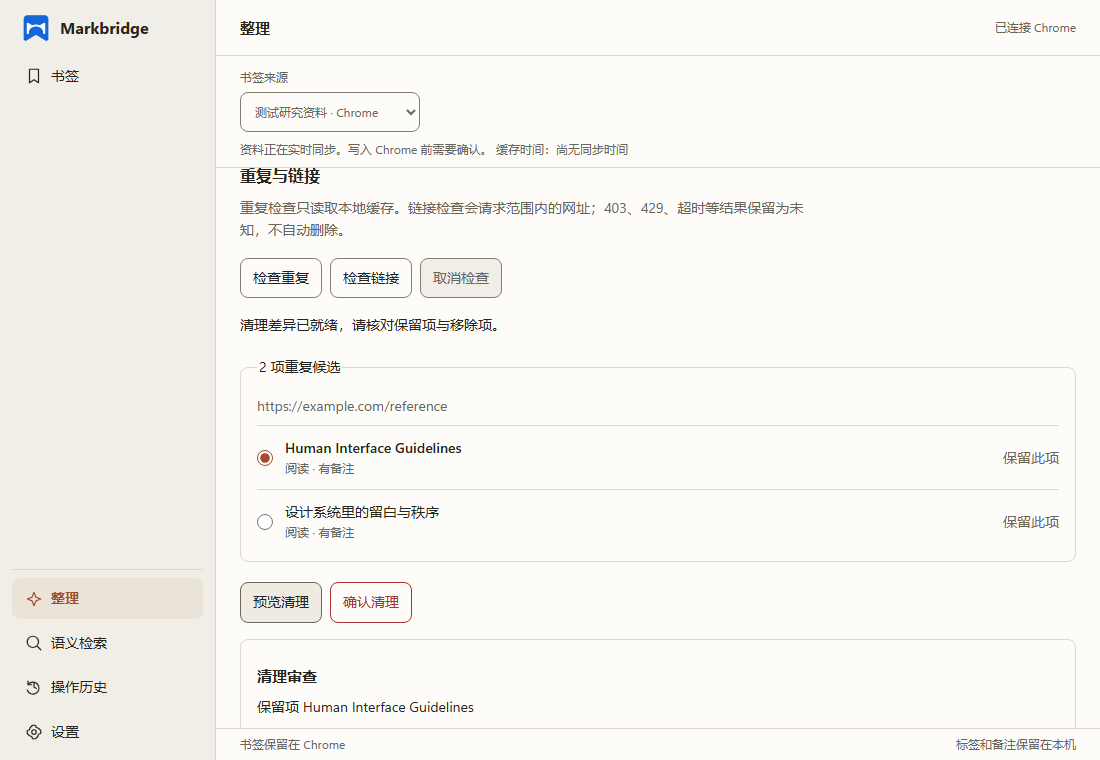 Markbridge
书签
整理
语义检索
操作历史
设置
整理
已连接 Chrome
书签来源
测试研究资料 · Chrome
资料正在实时同步。写入 Chrome 前需要确认。 缓存时间：尚无同步时间
重复与链接
重复检查只读取本地缓存。链接检查会请求范围内的网址；403、429、超时等结果保留为未
知，不自动删除。
检查重复
检查链接
取消检查
清理差异已就绪，请核对保留项与移除项。
2 项重复候选
https://example.com/reference
Human Interface Guidelines
阅读 · 有备注
保留此项
设计系统里的留白与秩序
阅读 · 有备注
保留此项
预览清理
确认清理
清理审查
保留项 Human Interface Guidelines
书签保留在 Chrome
标签和备注保留在本机